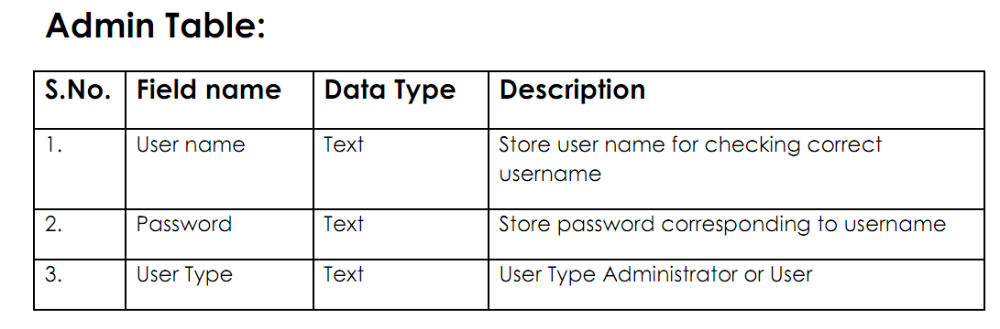 Admin Table:
S.No. Field name Data Type Description
1. User name Text Store user name for checking correct
username
2. Password Text Store password corresponding to username
3. User Type Text User Type Administrator or User